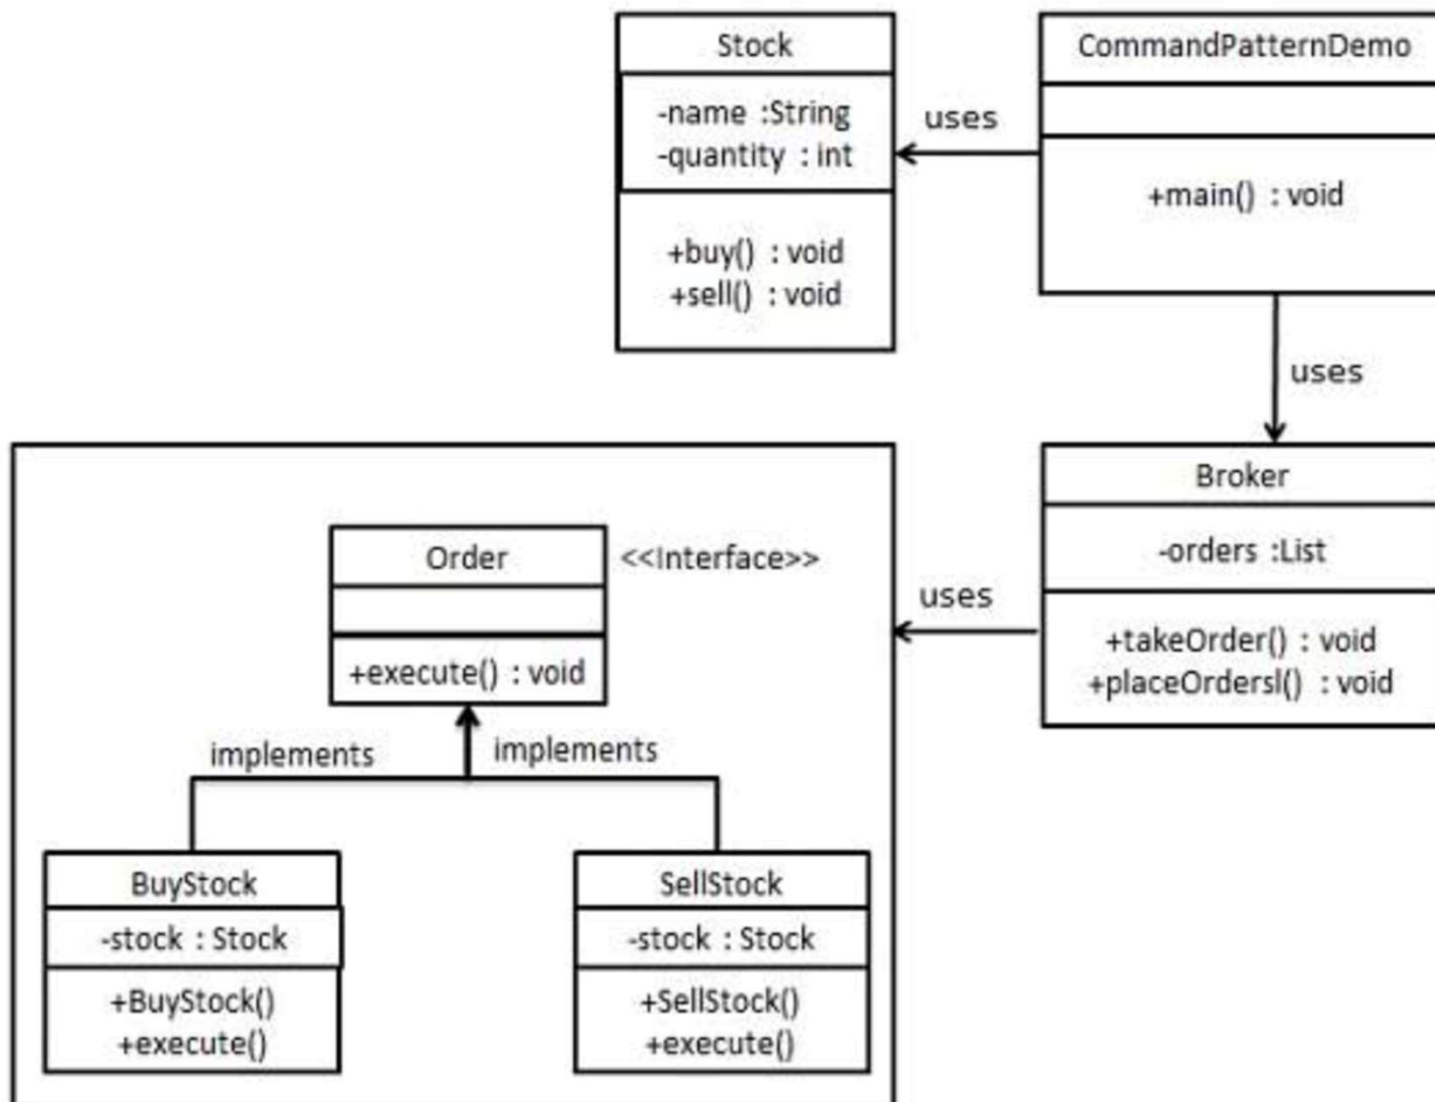 Stock
-name :String
-quantity : int
+buy() : void
+sell() : void
uses
CommandPatternDemo
+main() : void
uses
Broker
-orders :List
+takeOrder() : void
+placeOrdersl() : void
uses
Order
<<Interface>>
+execute() : void
implements
implements
BuyStock
-stock : Stock
+BuyStock()
+execute()
SellStock
-stock : Stock
+SellStock()
+execute()